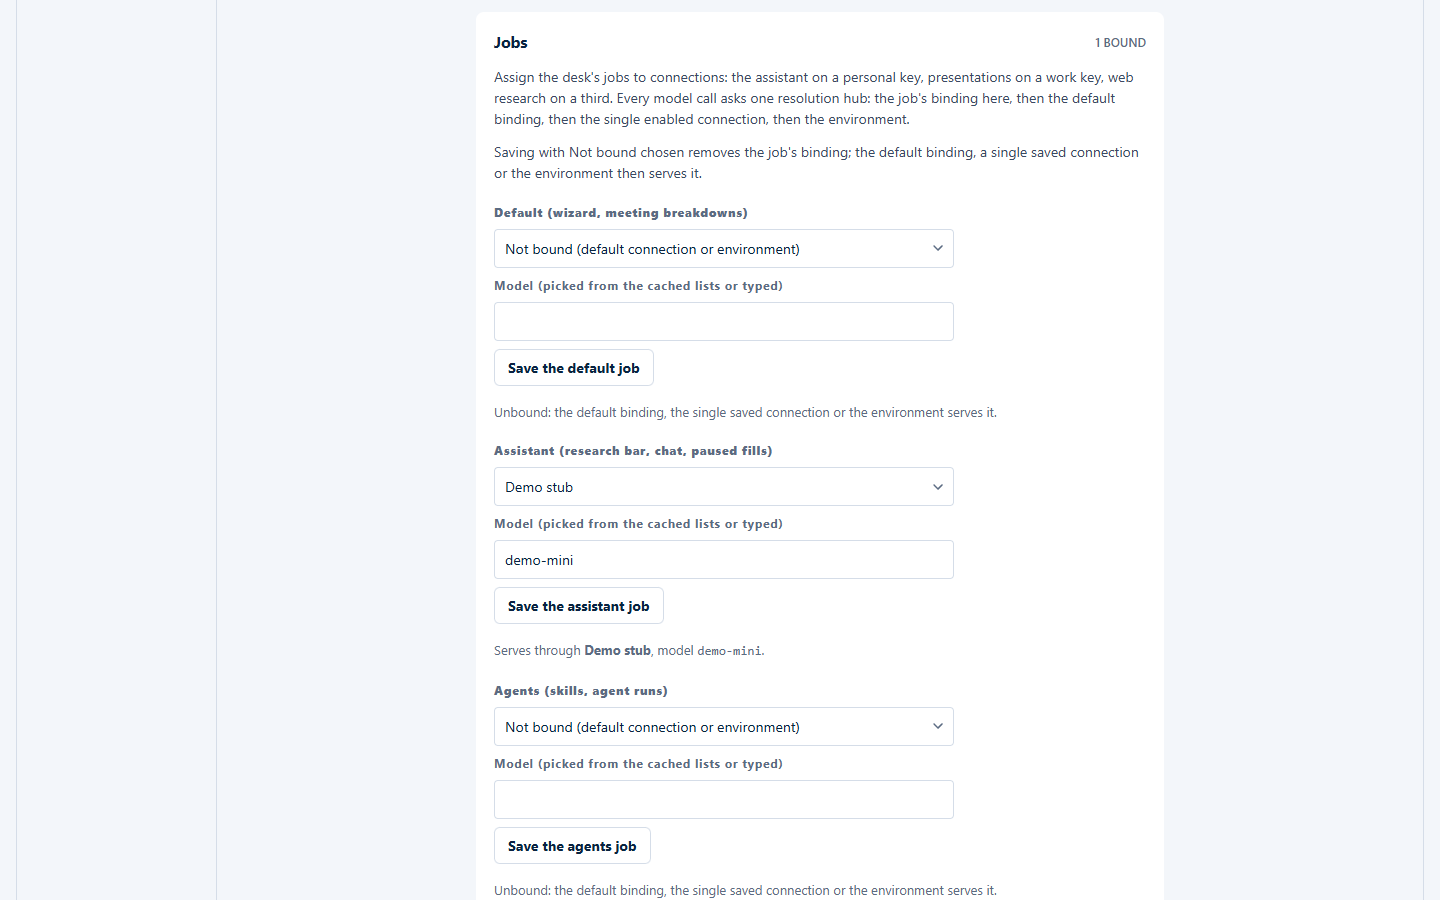 Jobs
1 BOUND
Assign the desk's jobs to connections: the assistant on a personal key, presentations on a work key, web
research on a third. Every model call asks one resolution hub: the job's binding here, then the default
binding, then the single enabled connection, then the environment.
Saving with Not bound chosen removes the job's binding; the default binding, a single saved connection
or the environment then serves it.
Default (wizard, meeting breakdowns)
Not bound (default connection or environment)
Model (picked from the cached lists or typed)
Save the default job
Unbound: the default binding, the single saved connection or the environment serves it.
Assistant (research bar, chat, paused fills)
Demo stub
Model (picked from the cached lists or typed)
demo-mini
Save the assistant job
Serves through Demo stub, model demo-mini.
Agents (skills, agent runs)
Not bound (default connection or environment)
Model (picked from the cached lists or typed)
Save the agents job
Unbound: the default binding, the single saved connection or the environment serves it.